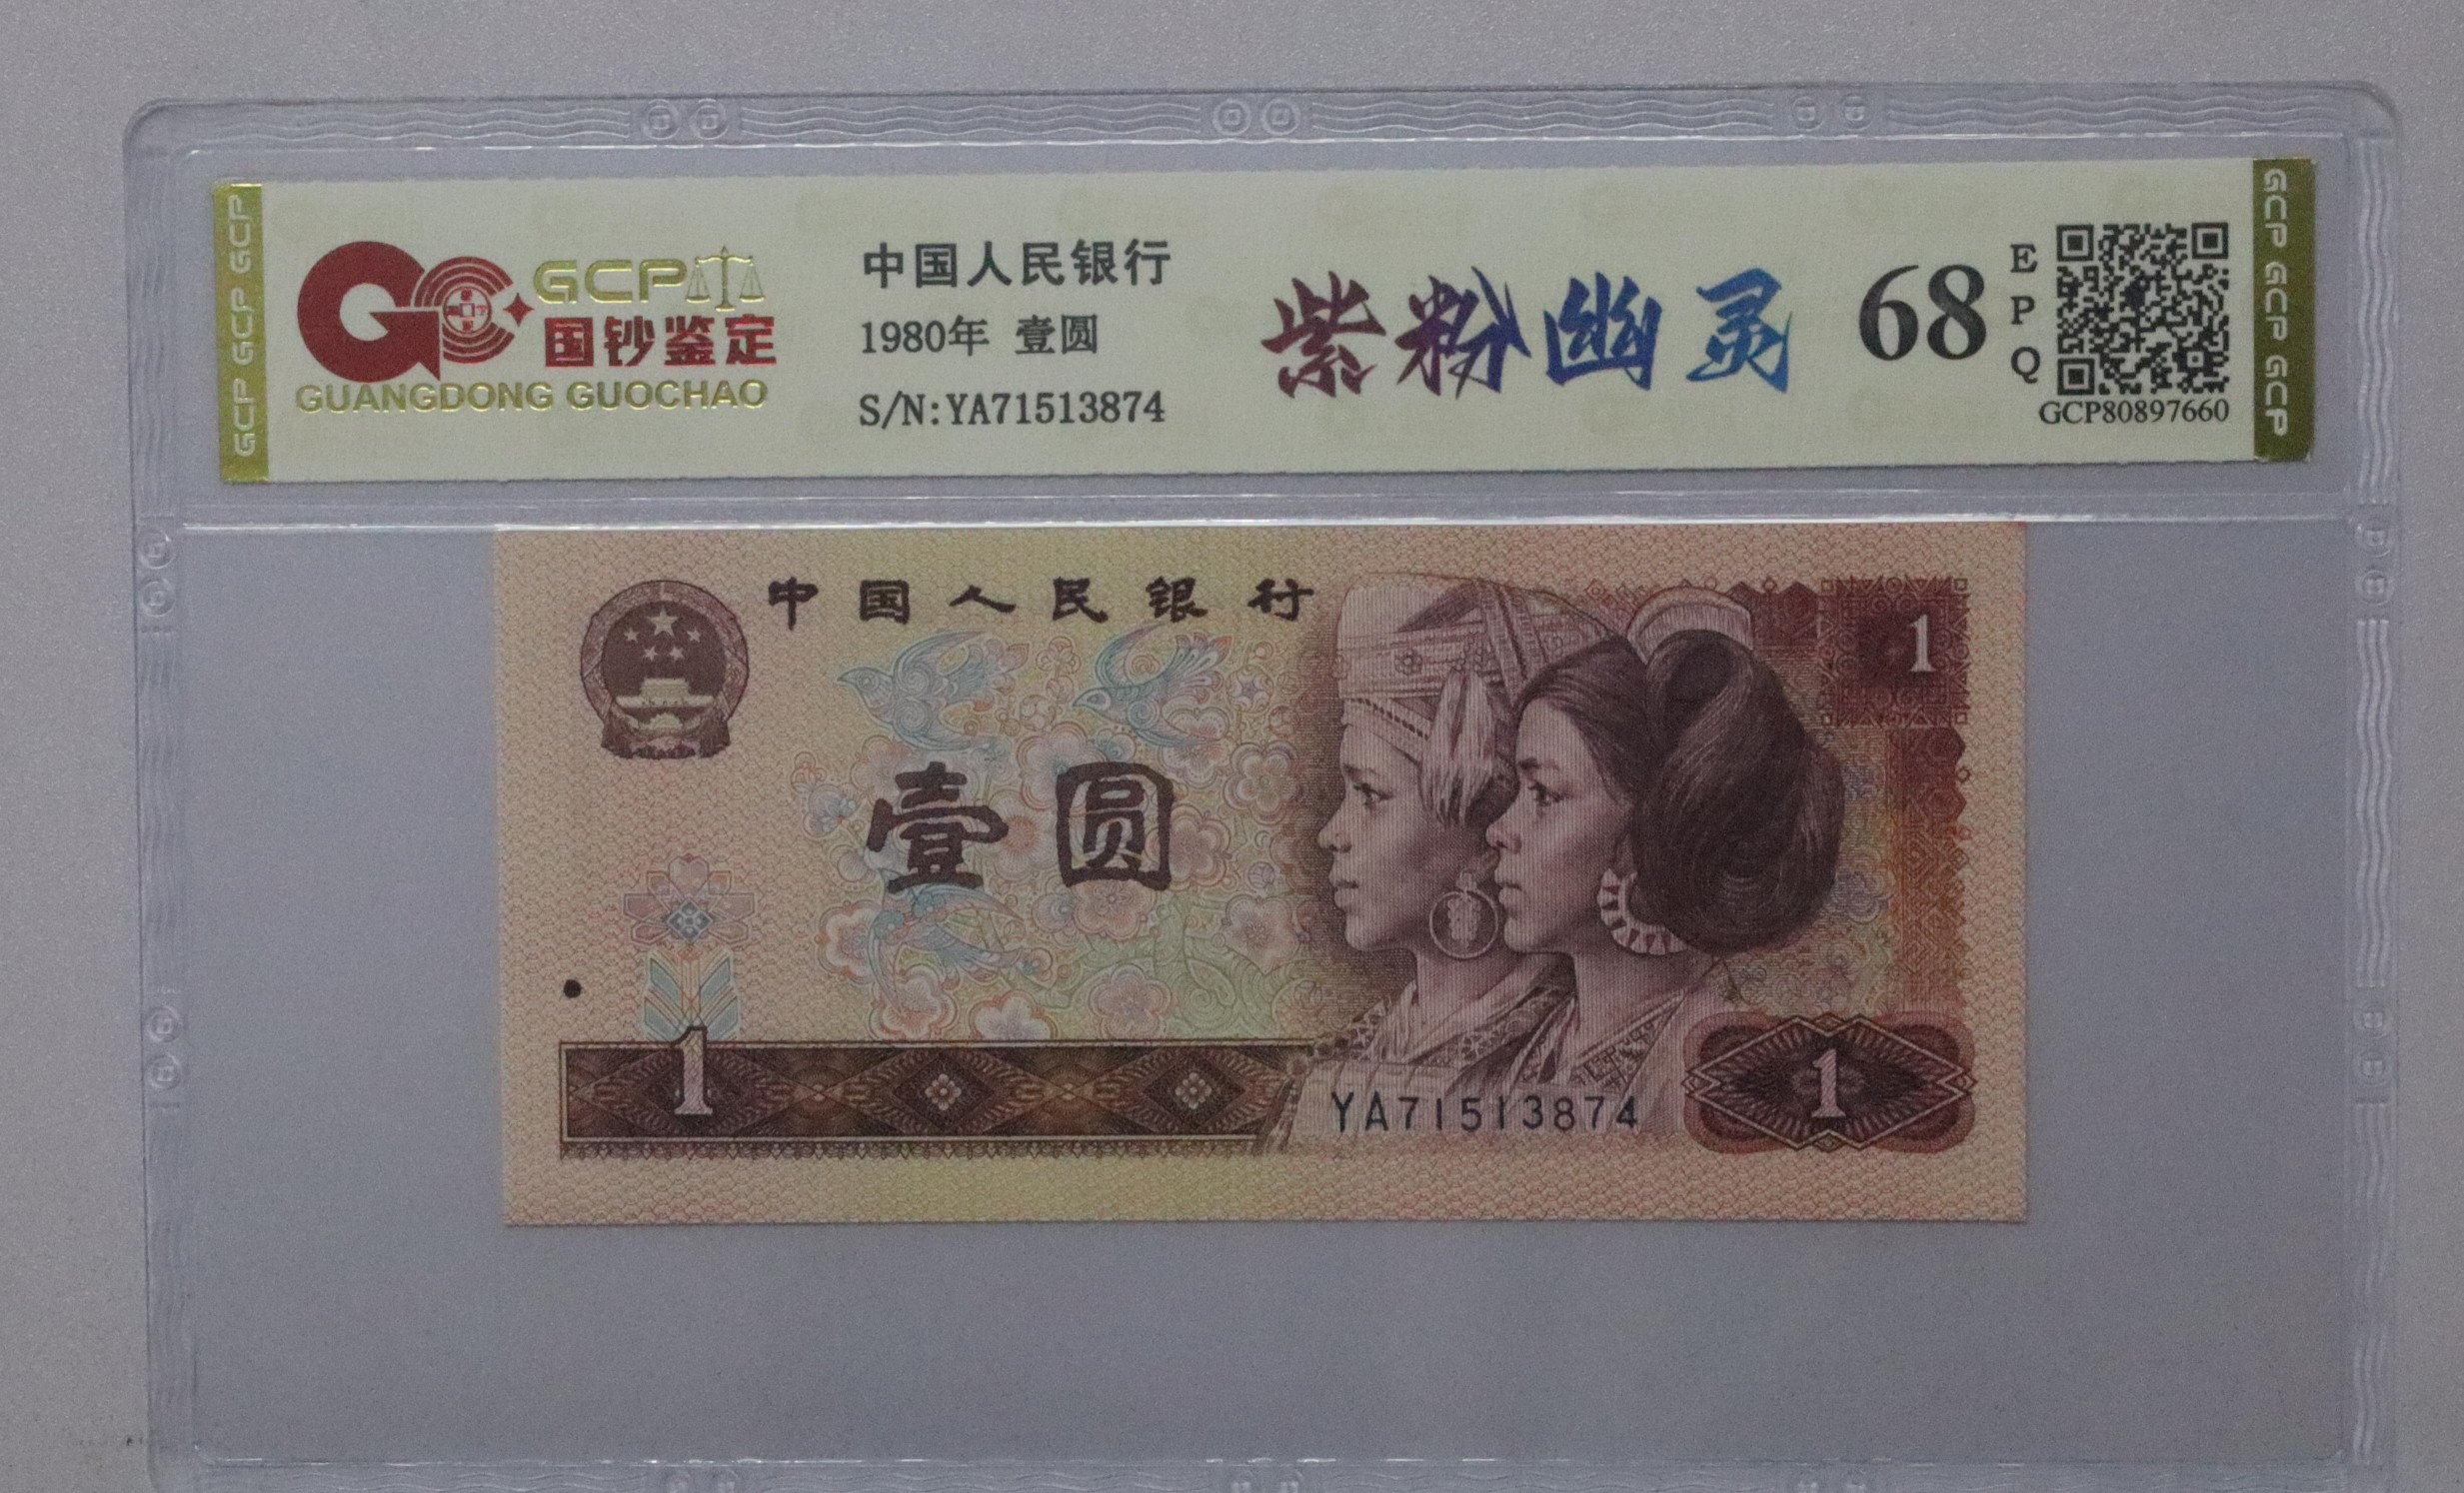 GCP GCP GCP
GCP
国钞鉴定
GUANGDONG GUOCHAO
中国人民银行
1980年 壹圆
S/N:YA71513874
紫粉幽灵
68
EPQ
GCP80897660
GCP GCP GCP
中国人民银行
1
壹圆
1
YA71513874
1